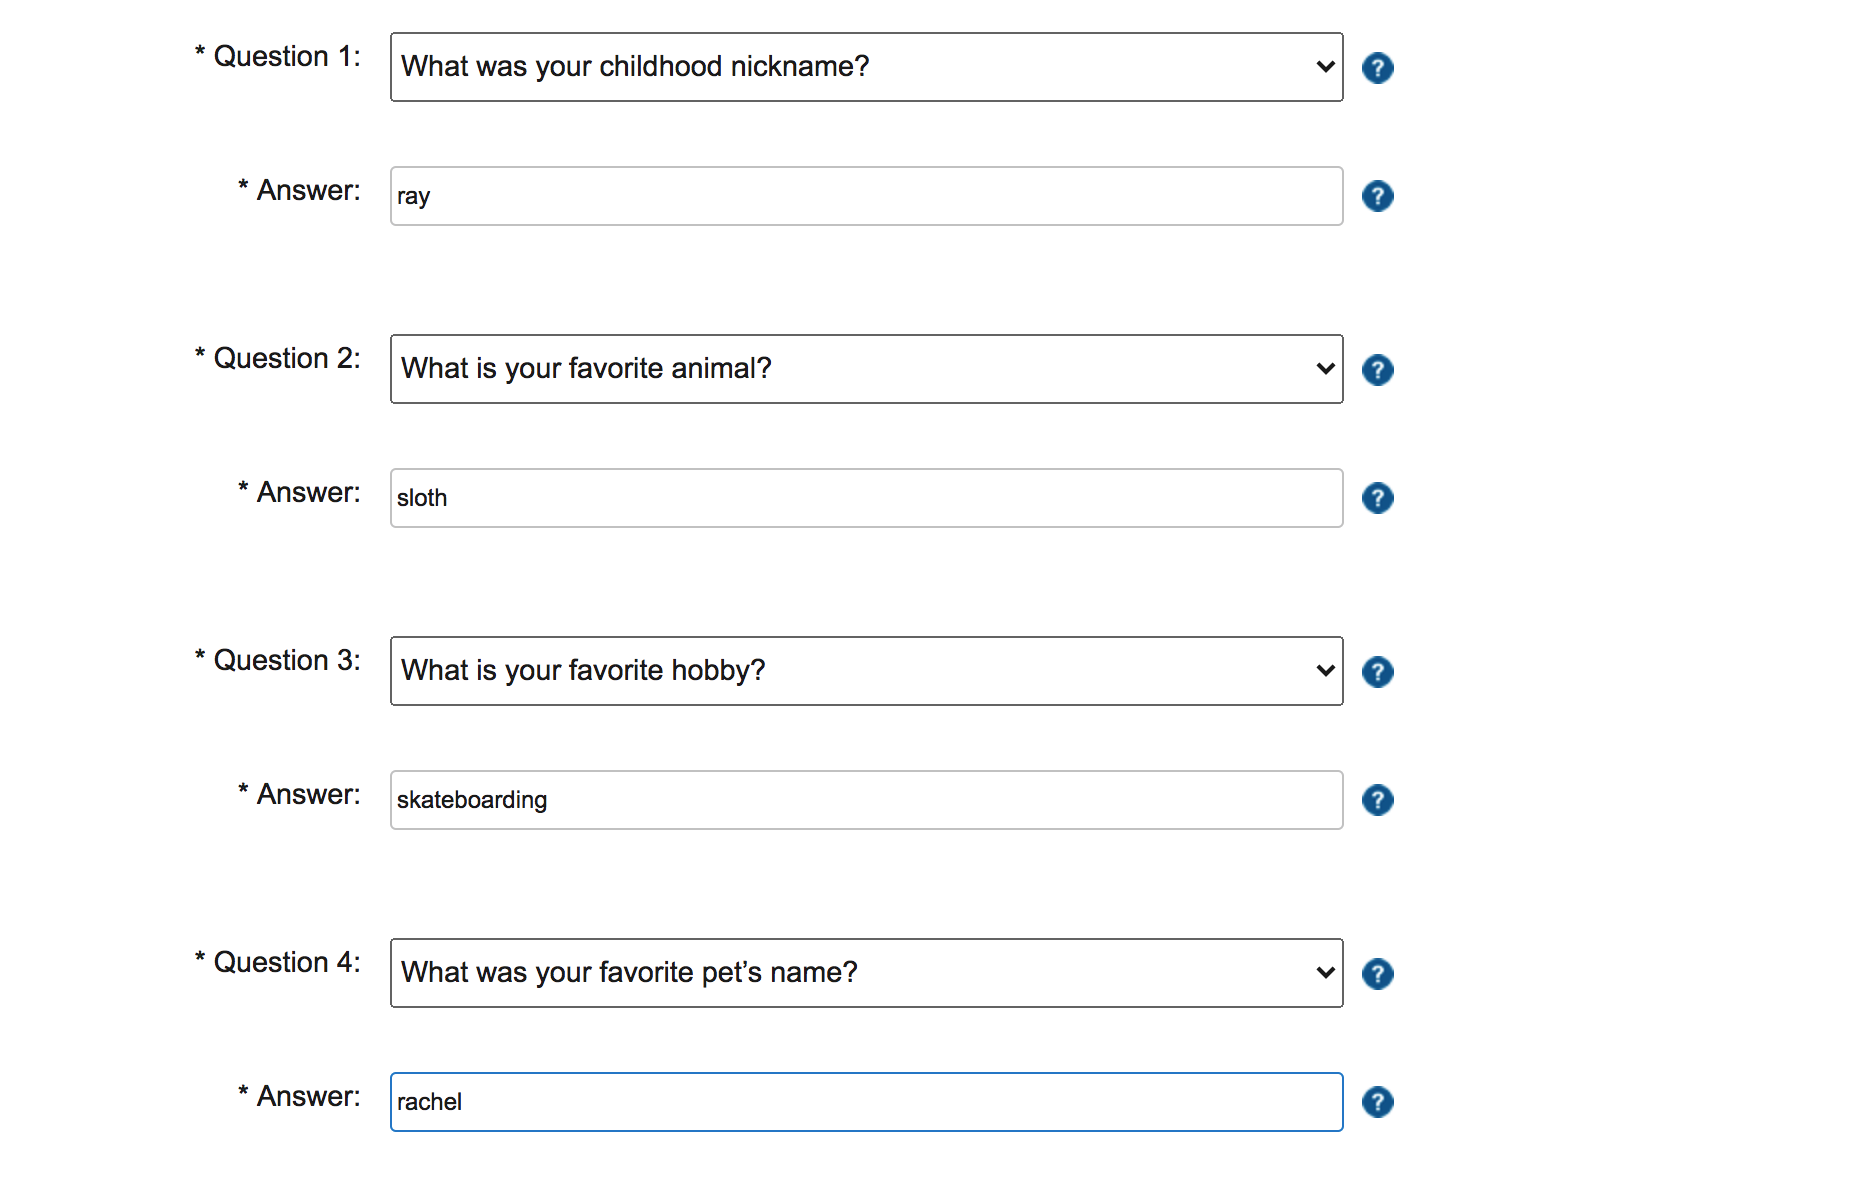 * Question 1: What was your childhood nickname? ?
* Answer: ray ?
* Question 2: What is your favorite animal? ?
* Answer: sloth ?
* Question 3: What is your favorite hobby? ?
* Answer: skateboarding ?
* Question 4: What was your favorite pet’s name? ?
* Answer: rachel ?